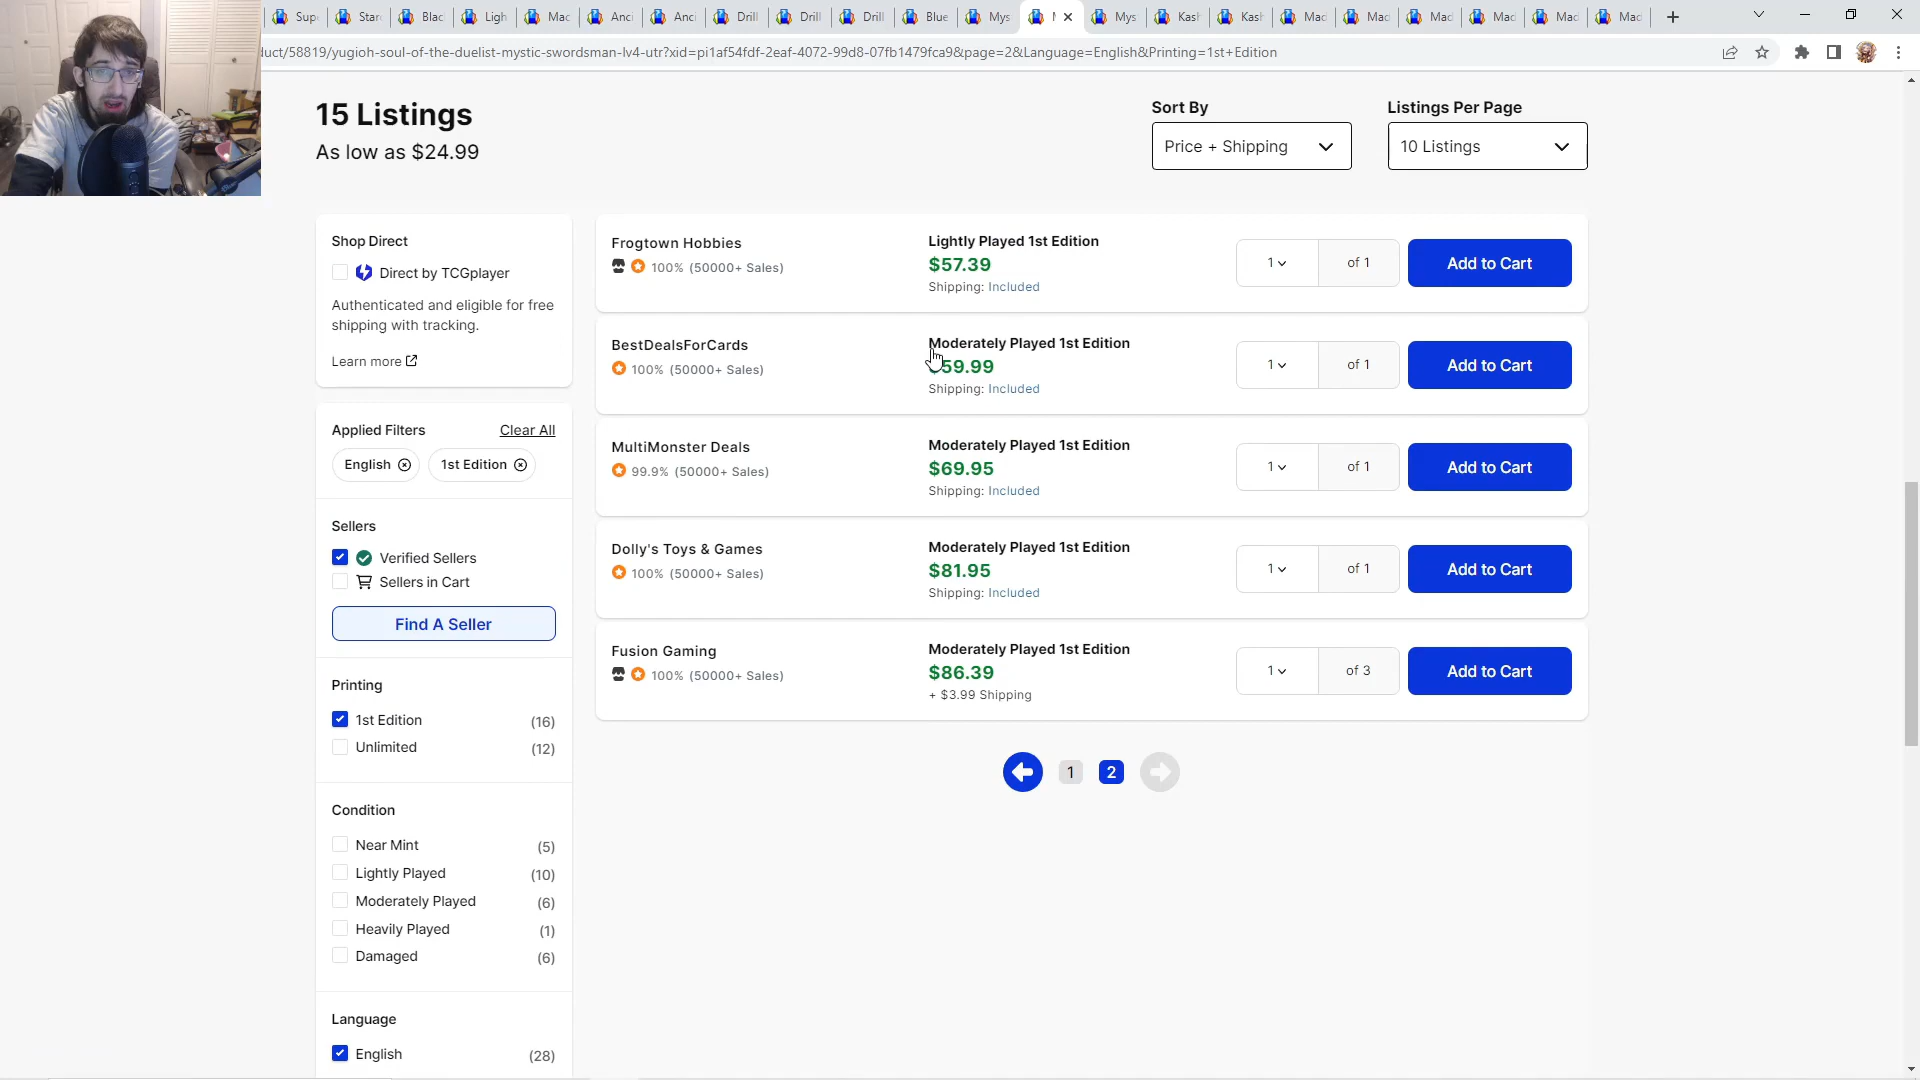 Sup
Star
Blac
Ligh
Mac
Anci
Anci
Drill
Drill
Drill
Blue
Mys
Mys
Kash
Kash
Mad
Mad
Mad
Mad
Mad
Mad
duct/58819/yugioh-soul-of-the-duelist-mystic-swordsman-lv4-utr?xid=pi1af54fdf-2eaf-4072-99d8-07fb1479fca9&page=2&Language=English&Printing=1st+Edition
15 Listings
As low as $24.99
Sort By
Price + Shipping
Listings Per Page
10 Listings
Shop Direct
Direct by TCGplayer
Authenticated and eligible for free
shipping with tracking.
Learn more
Applied Filters Clear All
English 1st Edition
Sellers
Verified Sellers
Sellers in Cart
Find A Seller
Printing
1st Edition (16)
Unlimited (12)
Condition
Near Mint (5)
Lightly Played (10)
Moderately Played (6)
Heavily Played (1)
Damaged (6)
Language
English (28)
Frogtown Hobbies
100% (50000+ Sales)
Lightly Played 1st Edition
$57.39
Shipping: Included
1 of 1
Add to Cart
BestDealsForCards
100% (50000+ Sales)
Moderately Played 1st Edition
$59.99
Shipping: Included
1 of 1
Add to Cart
MultiMonster Deals
99.9% (50000+ Sales)
Moderately Played 1st Edition
$69.95
Shipping: Included
1 of 1
Add to Cart
Dolly's Toys & Games
100% (50000+ Sales)
Moderately Played 1st Edition
$81.95
Shipping: Included
1 of 1
Add to Cart
Fusion Gaming
100% (50000+ Sales)
Moderately Played 1st Edition
$86.39
+ $3.99 Shipping
1 of 3
Add to Cart
1 2